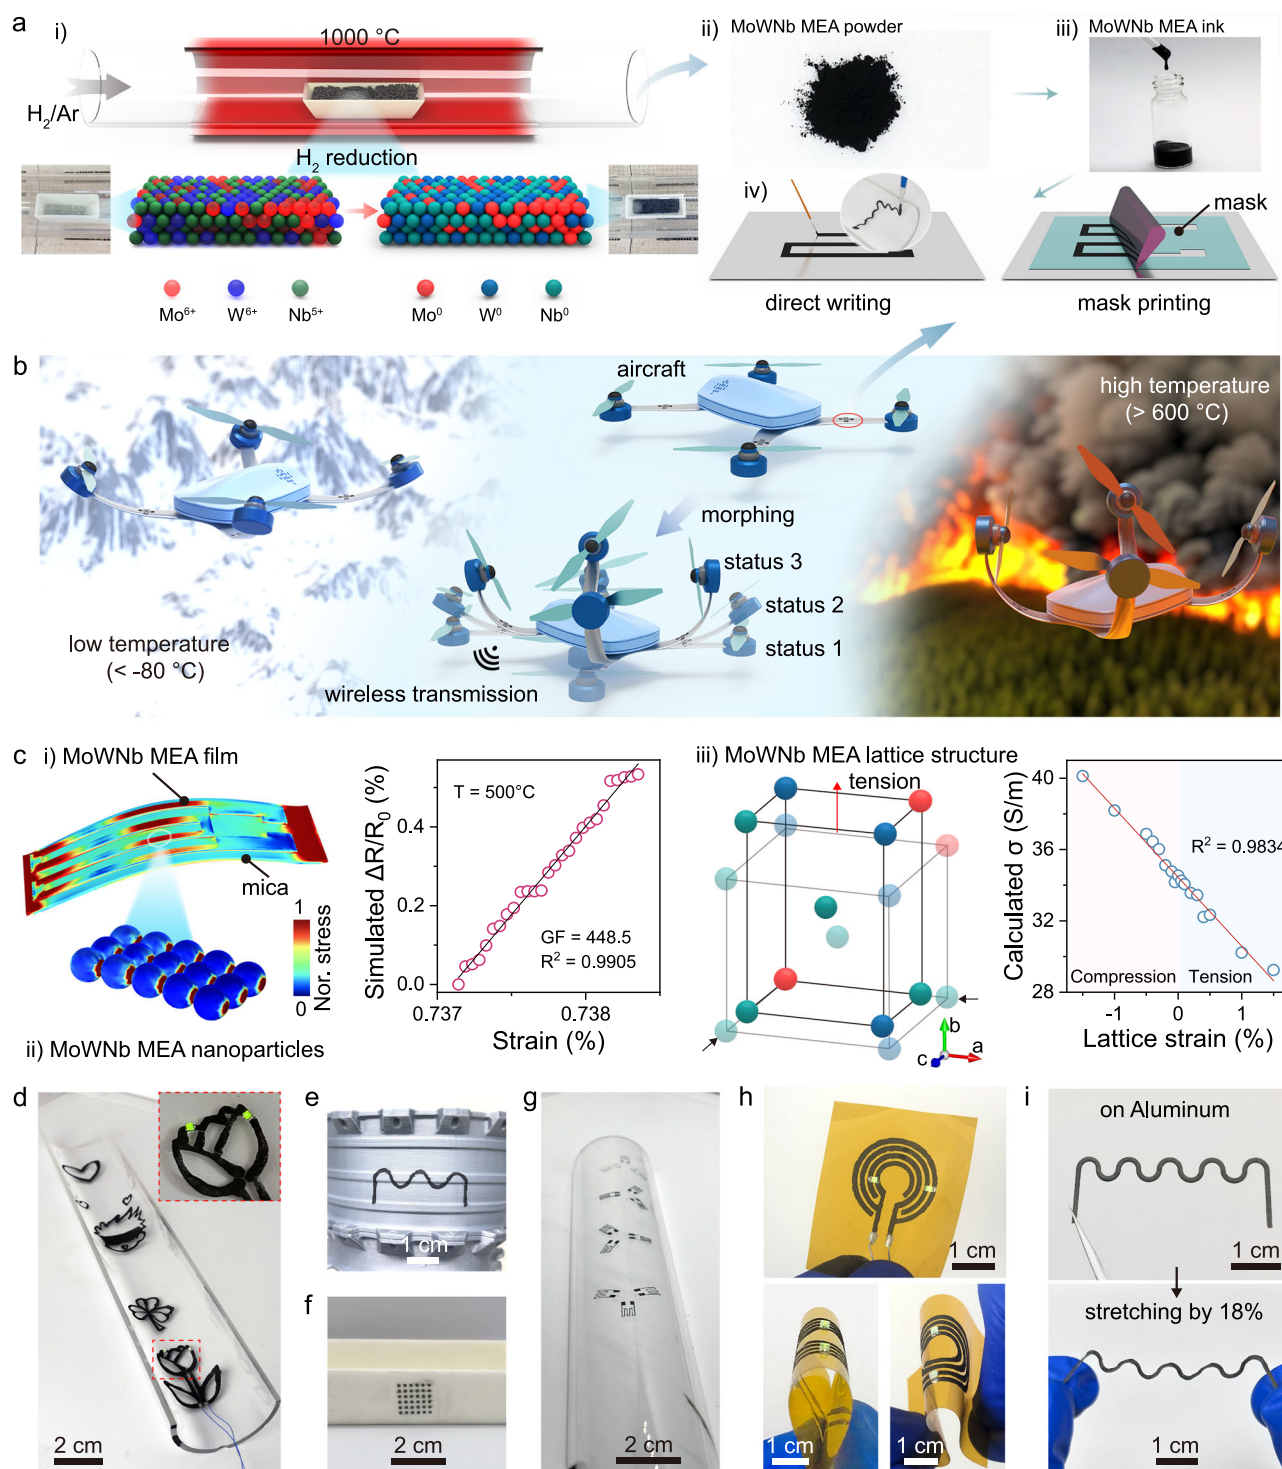 a
i)
1000 °C
H2/Ar
H2 reduction
Mo6+
W6+
Nb5+
Mo0
W0
Nb0
ii)
MoWNb MEA powder
iii)
MoWNb MEA ink
iv)
mask
direct writing
mask printing
b
aircraft
high temperature
(> 600 °C)
morphing
status 3
status 2
status 1
low temperature
(< -80 °C)
wireless transmission
c
i) MoWNb MEA film
mica
1
0
Nor. stress
ii) MoWNb MEA nanoparticles
Simulated ΔR/R0 (%)
0.4
0.2
0.0
T = 500°C
GF = 448.5
R2 = 0.9905
0.737
0.738
Strain (%)
iii) MoWNb MEA lattice structure
tension
b
a
c
Calculated σ (S/m)
40
36
32
28
R2 = 0.9834
Compression
Tension
-1
0
1
Lattice strain (%)
d
2 cm
e
1 cm
f
2 cm
g
2 cm
h
1 cm
1 cm
1 cm
i
on Aluminum
1 cm
stretching by 18%
1 cm